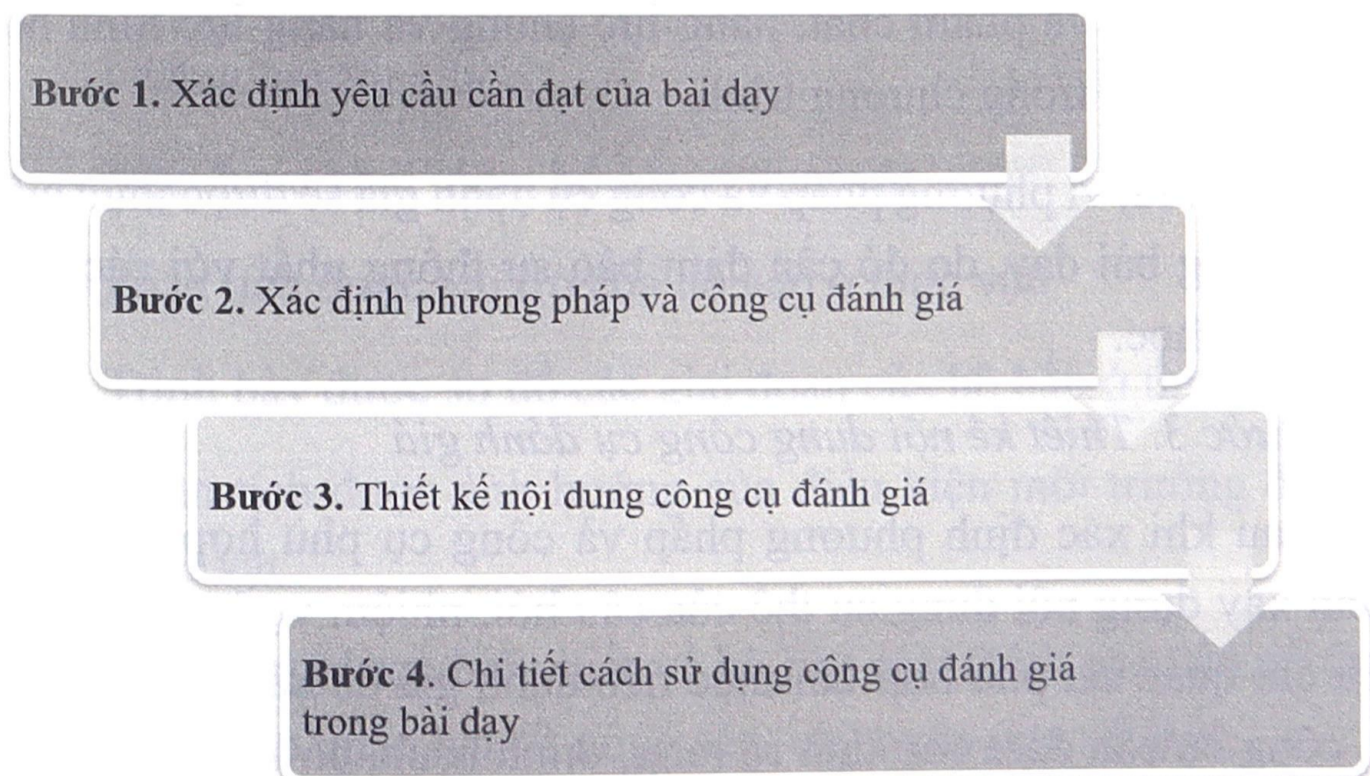 Bước 1. Xác định yêu cầu cần đạt của bài dạy
Bước 2. Xác định phương pháp và công cụ đánh giá
Bước 3. Thiết kế nội dung công cụ đánh giá
Bước 4. Chi tiết cách sử dụng công cụ đánh giá
trong bài dạy